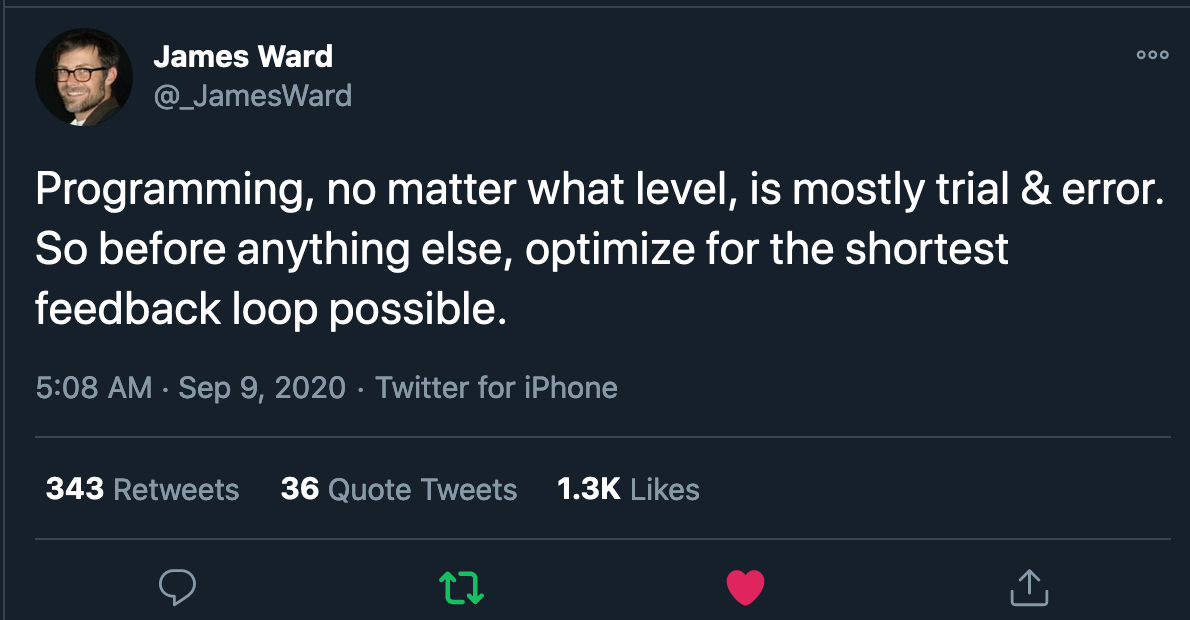 James Ward
@_JamesWard
Programming, no matter what level, is mostly trial & error.
So before anything else, optimize for the shortest
feedback loop possible.
5:08 AM · Sep 9, 2020 · Twitter for iPhone
343 Retweets 36 Quote Tweets 1.3K Likes